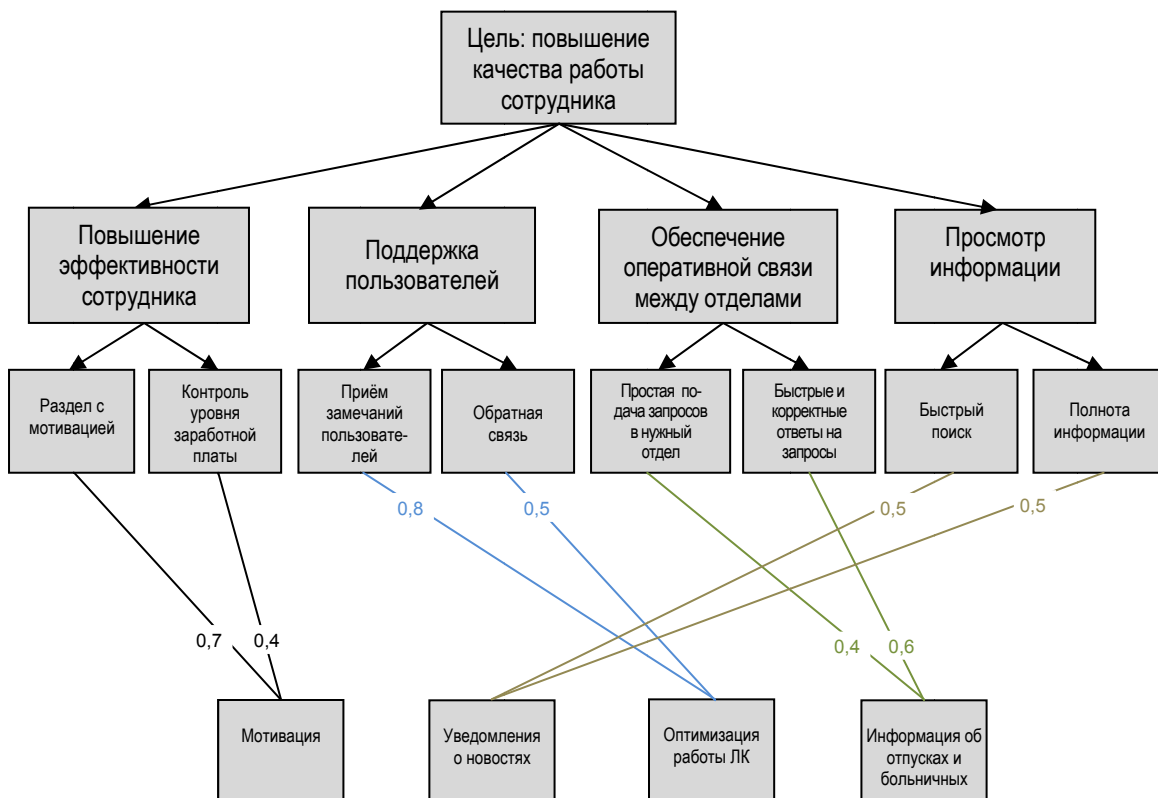 Цель: повышение
качества работы
сотрудника
Повышение
эффективности
сотрудника
Поддержка
пользователей
Обеспечение
оперативной связи
между отделами
Просмотр
информации
Раздел с
мотивацией
Контроль
уровня
заработной
платы
Приём
замечаний
пользовате-
лей
Обратная
связь
Простая по-
дача запросов
в нужный
отдел
Быстрые и
корректные
ответы на
запросы
Быстрый
поиск
Полнота
информации
0,8
0,5
0,5
0,5
0,7
0,4
0,4
0,6
Мотивация
Уведомления
о новостях
Оптимизация
работы ЛК
Информация об
отпусках и
больничных